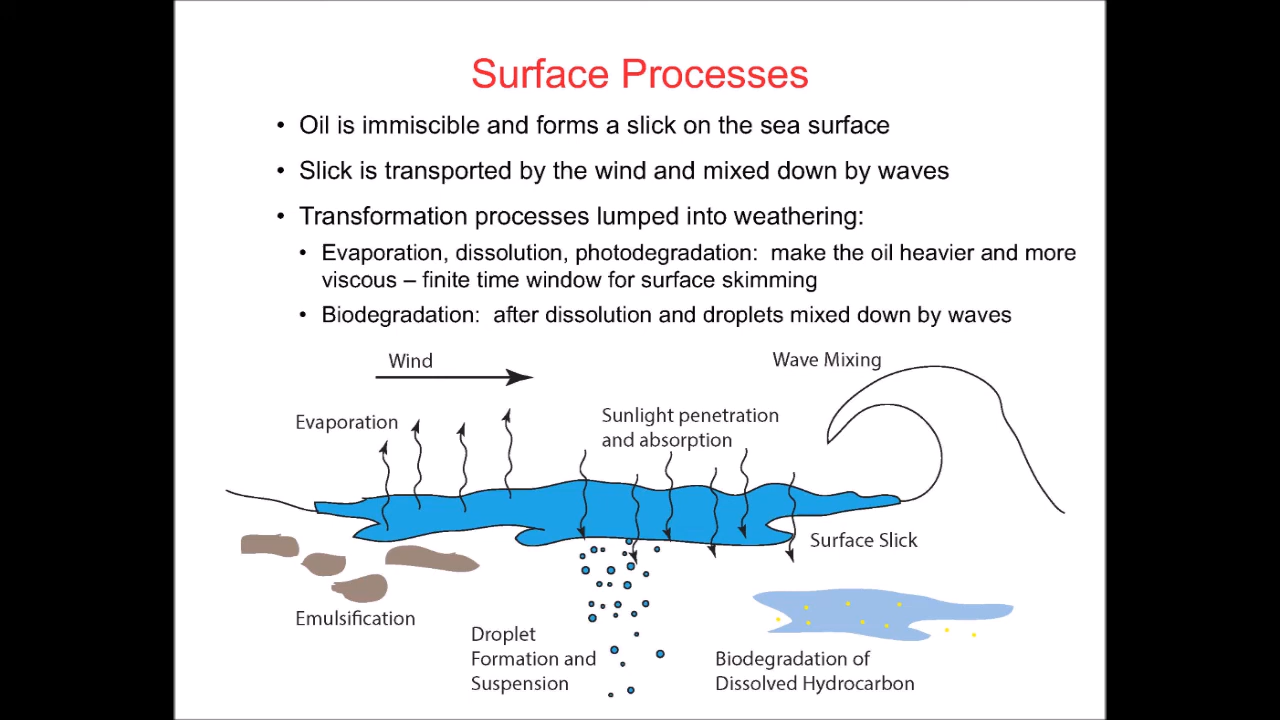 Surface Processes
• Oil is immiscible and forms a slick on the sea surface
• Slick is transported by the wind and mixed down by waves
• Transformation processes lumped into weathering:
• Evaporation, dissolution, photodegradation: make the oil heavier and more
viscous – finite time window for surface skimming
• Biodegradation: after dissolution and droplets mixed down by waves
Wind
Wave Mixing
Evaporation
Sunlight penetration
and absorption
Surface Slick
Emulsification
Droplet
Formation and
Suspension
Biodegradation of
Dissolved Hydrocarbon